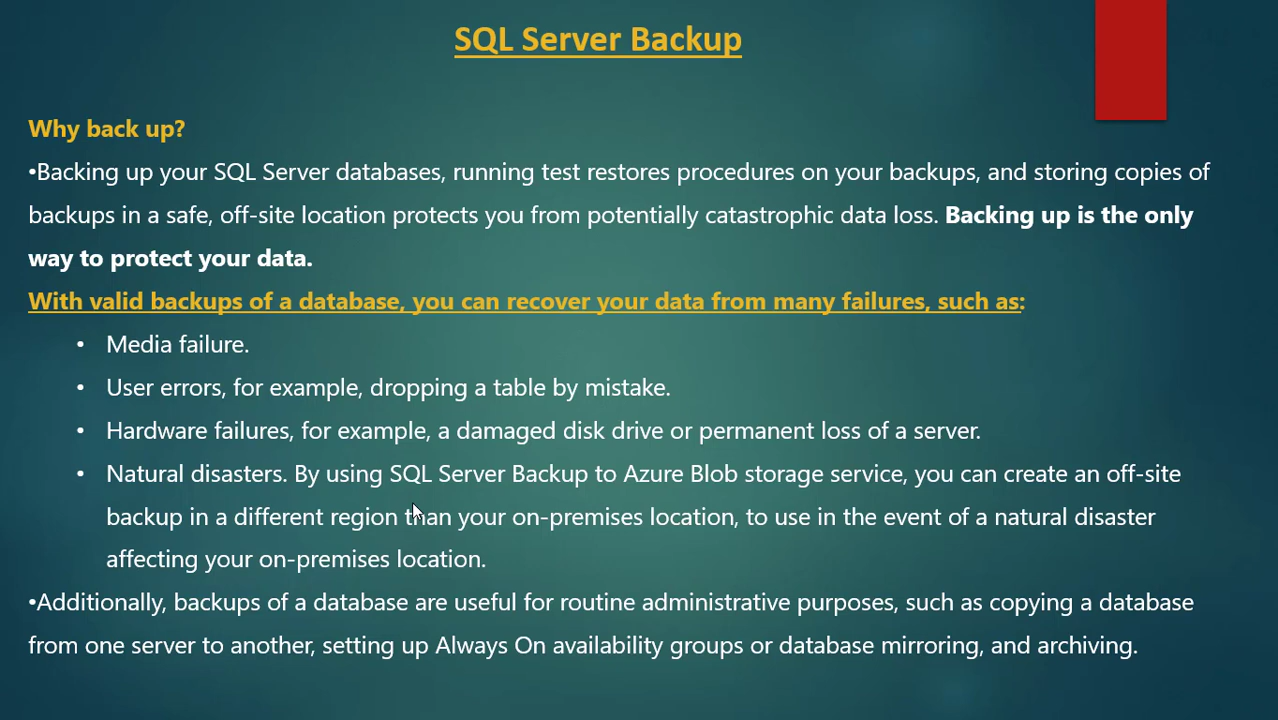 SQL Server Backup
Why back up?
•Backing up your SQL Server databases, running test restores procedures on your backups, and storing copies of
backups in a safe, off-site location protects you from potentially catastrophic data loss. Backing up is the only
way to protect your data.
With valid backups of a database, you can recover your data from many failures, such as:
• Media failure.
• User errors, for example, dropping a table by mistake.
• Hardware failures, for example, a damaged disk drive or permanent loss of a server.
• Natural disasters. By using SQL Server Backup to Azure Blob storage service, you can create an off-site
backup in a different region than your on-premises location, to use in the event of a natural disaster
affecting your on-premises location.
•Additionally, backups of a database are useful for routine administrative purposes, such as copying a database
from one server to another, setting up Always On availability groups or database mirroring, and archiving.